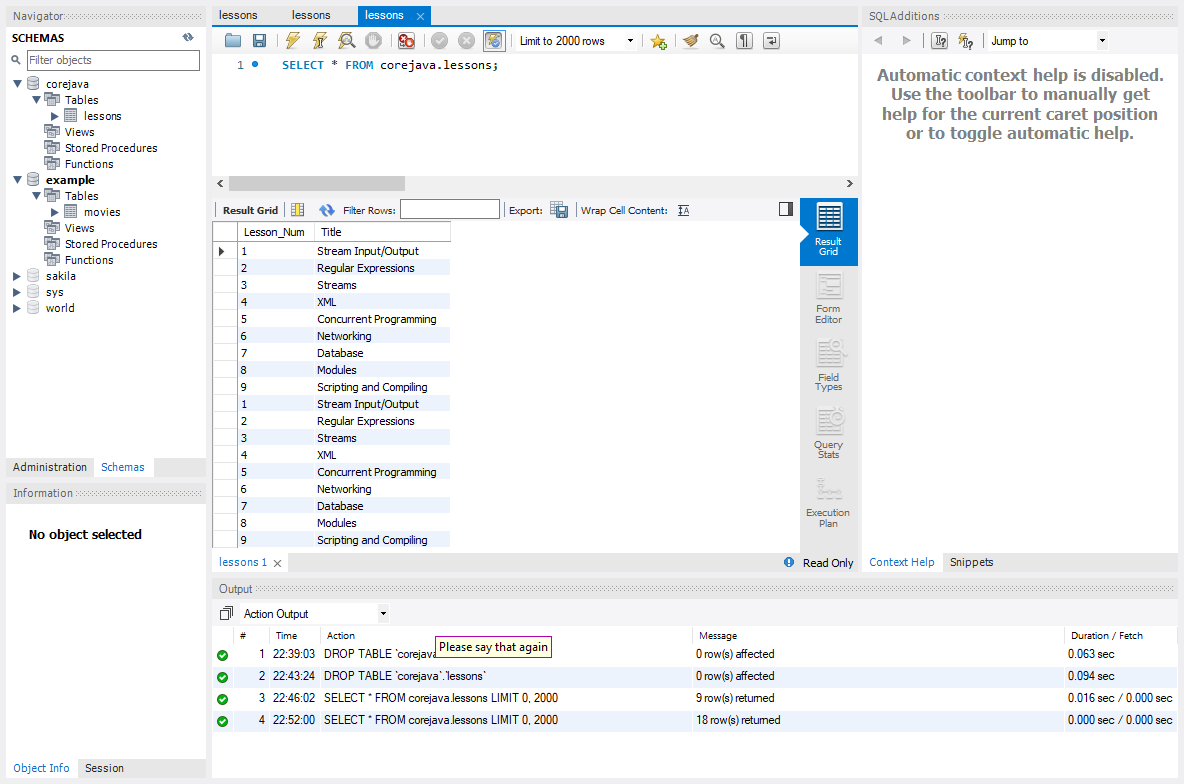 Navigator
SCHEMAS
Filter objects
corejava
Tables
lessons
Views
Stored Procedures
Functions
example
Tables
movies
Views
Stored Procedures
Functions
sakila
sys
world
Administration Schemas
Information
No object selected
Object Info Session
lessons lessons lessons
Limit to 2000 rows
1 SELECT * FROM corejava.lessons;
Result Grid Filter Rows: Export: Wrap Cell Content:
Lesson_Num Title
1 Stream Input/Output
2 Regular Expressions
3 Streams
4 XML
5 Concurrent Programming
6 Networking
7 Database
8 Modules
9 Scripting and Compiling
1 Stream Input/Output
2 Regular Expressions
3 Streams
4 XML
5 Concurrent Programming
6 Networking
7 Database
8 Modules
9 Scripting and Compiling
Result
Grid
Form
Editor
Field
Types
Query
Stats
Execution
Plan
lessons 1 Read Only
SQLAdditions
Jump to
Automatic context help is disabled.
Use the toolbar to manually get
help for the current caret position
or to toggle automatic help.
Context Help Snippets
Output
Action Output
# Time Action Message Duration / Fetch
Please say that again
1 22:39:03 DROP TABLE `corejava 0 row(s) affected 0.063 sec
2 22:43:24 DROP TABLE `corejava`.`lessons` 0 row(s) affected 0.094 sec
3 22:46:02 SELECT * FROM corejava.lessons LIMIT 0, 2000 9 row(s) returned 0.016 sec / 0.000 sec
4 22:52:00 SELECT * FROM corejava.lessons LIMIT 0, 2000 18 row(s) returned 0.000 sec / 0.000 sec